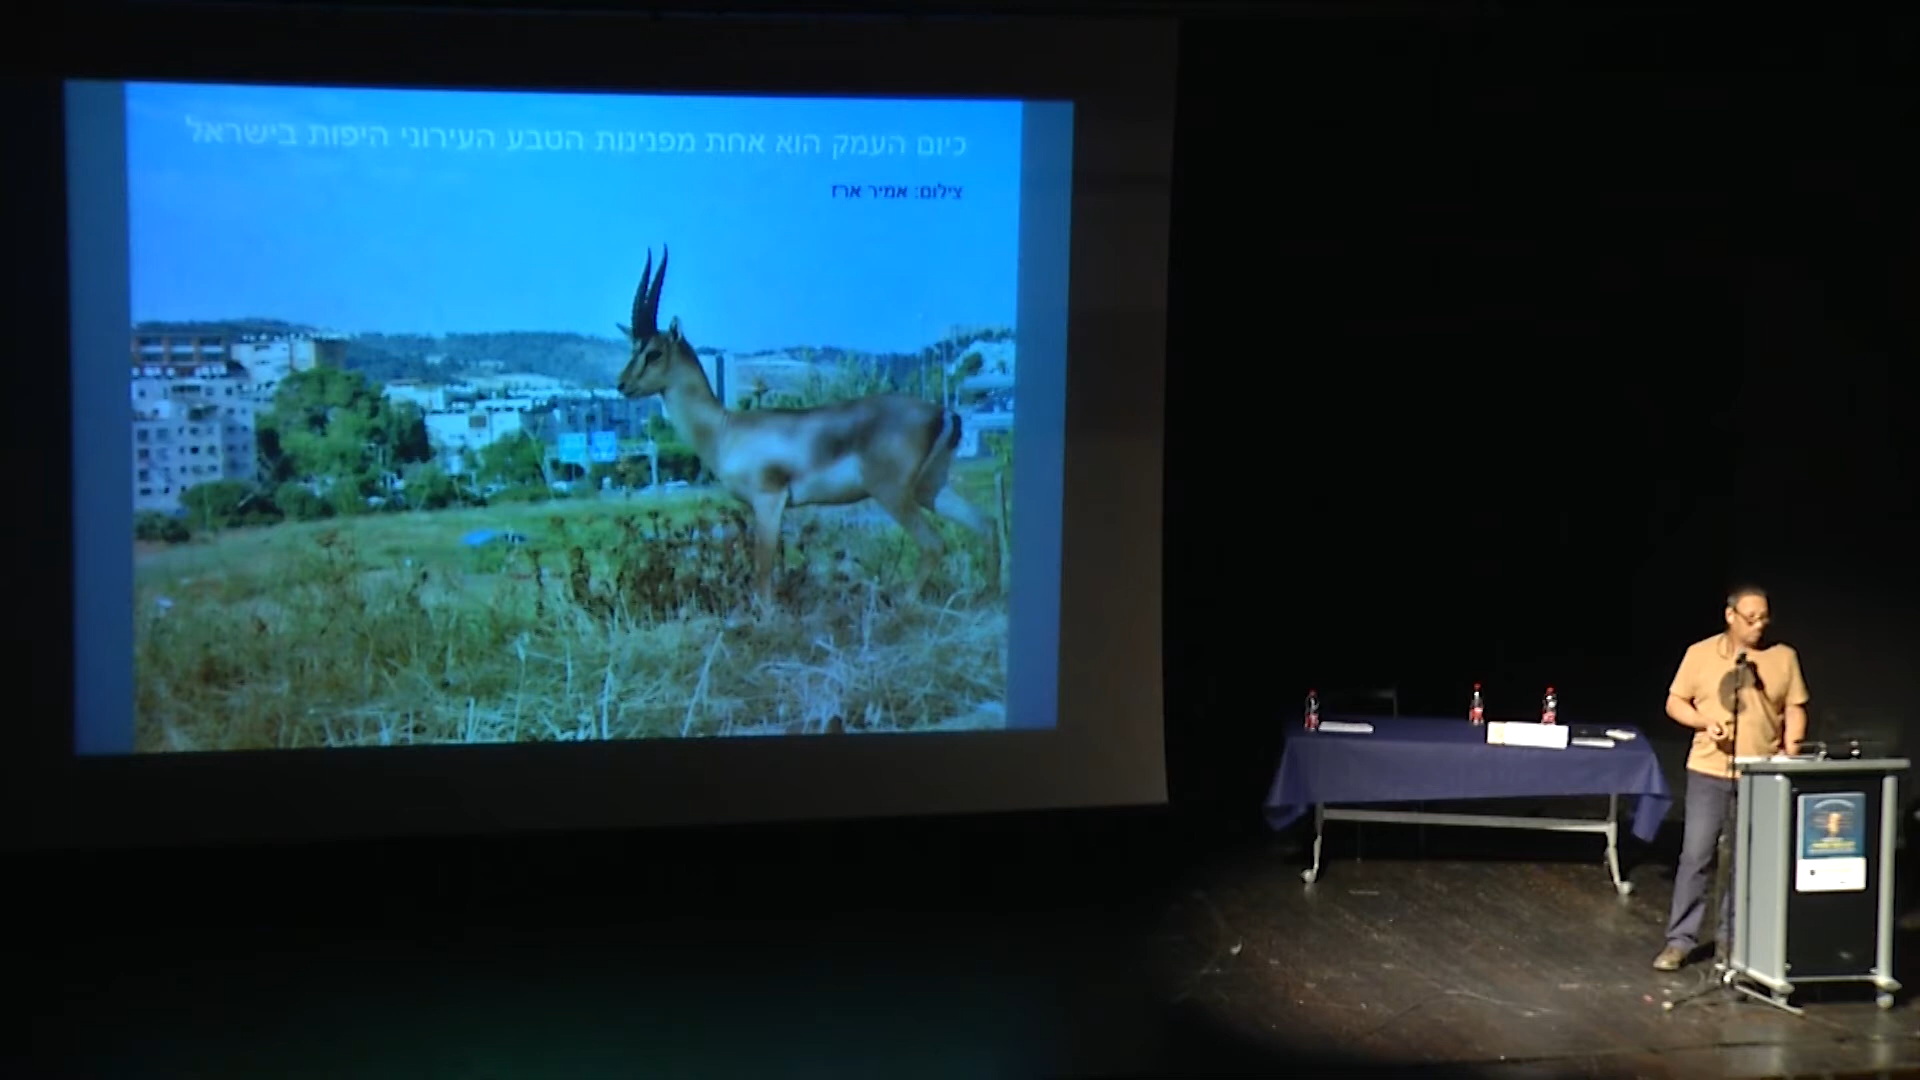 כיום העמק הוא אחת מפנינות הטבע העירוני היפות בישראל
צילום: אמיר ארז